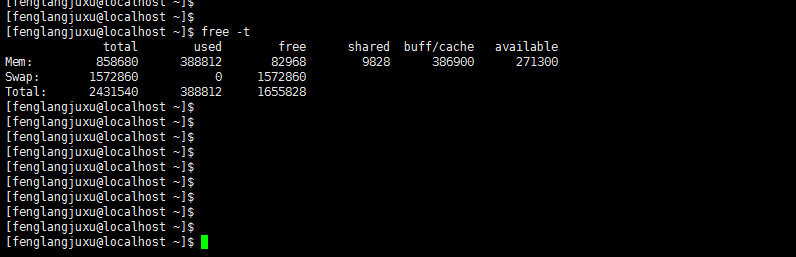 [fenglangjuxu@localhost ~]$
[fenglangjuxu@localhost ~]$
[fenglangjuxu@localhost ~]$ free -t
              total        used        free      shared  buff/cache   available
Mem:         858680      388812       82968        9828      386900      271300
Swap:       1572860           0     1572860
Total:      2431540      388812     1655828
[fenglangjuxu@localhost ~]$
[fenglangjuxu@localhost ~]$
[fenglangjuxu@localhost ~]$
[fenglangjuxu@localhost ~]$
[fenglangjuxu@localhost ~]$
[fenglangjuxu@localhost ~]$
[fenglangjuxu@localhost ~]$
[fenglangjuxu@localhost ~]$
[fenglangjuxu@localhost ~]$
[fenglangjuxu@localhost ~]$